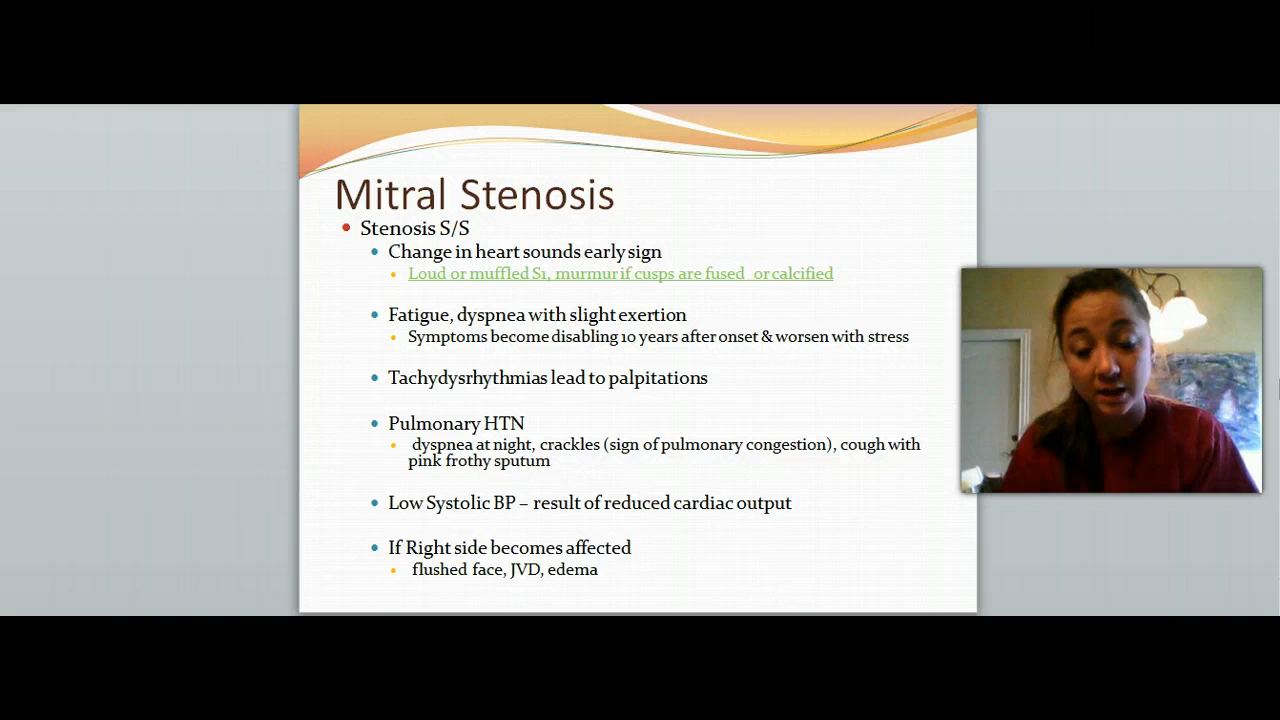 Mitral Stenosis
Stenosis S/S
Change in heart sounds early sign
Loud or muffled S1, murmur if cusps are fused or calcified
Fatigue, dyspnea with slight exertion
Symptoms become disabling 10 years after onset & worsen with stress
Tachydysrhythmias lead to palpitations
Pulmonary HTN
dyspnea at night, crackles (sign of pulmonary congestion), cough with
pink frothy sputum
Low Systolic BP – result of reduced cardiac output
If Right side becomes affected
flushed face, JVD, edema